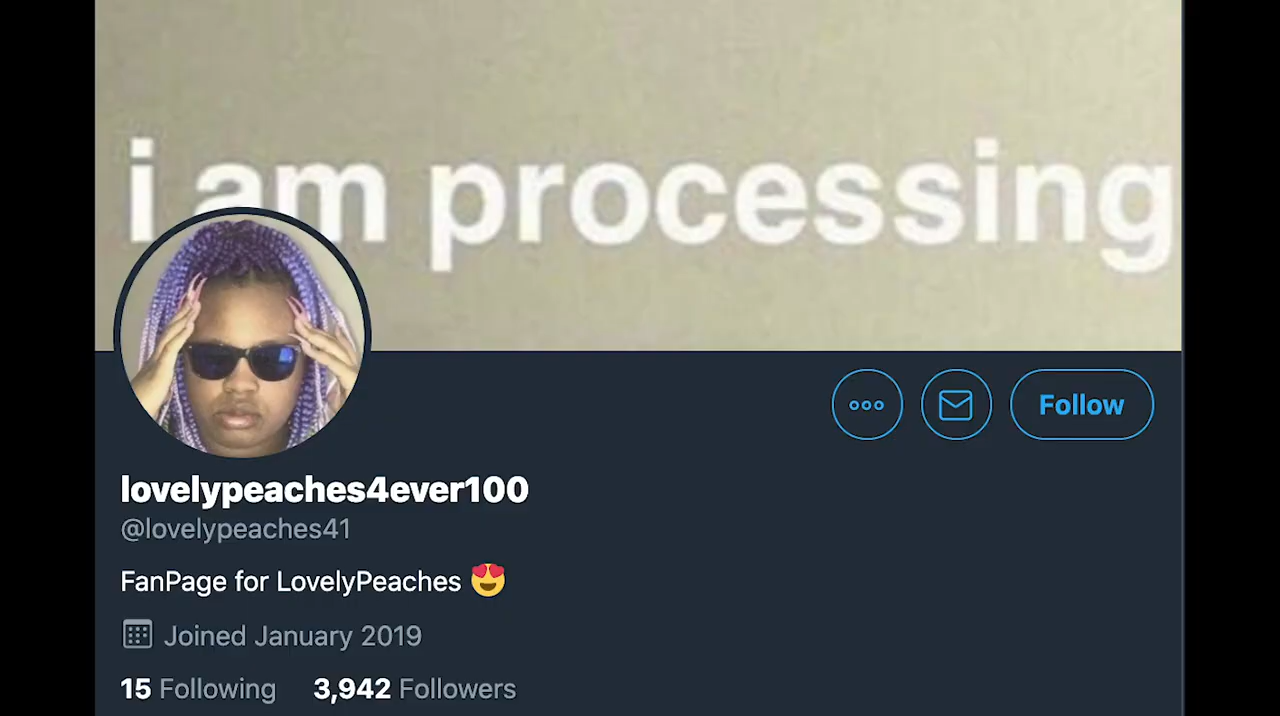 i am processing
Follow
lovelypeaches4ever100
@lovelypeaches41
FanPage for LovelyPeaches 😍
Joined January 2019
15 Following 3,942 Followers